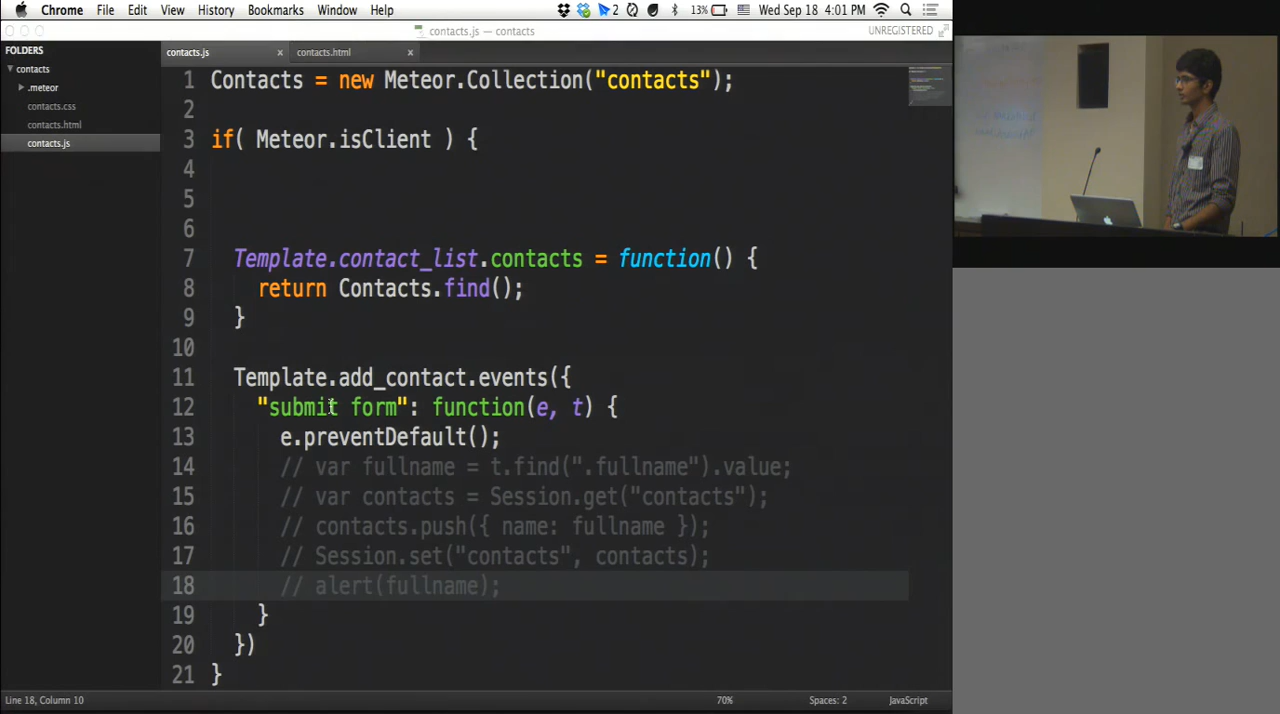 Chrome File Edit View History Bookmarks Window Help 2 13% Wed Sep 18 4:01 PM
contacts.js — contacts UNREGISTERED
FOLDERS
contacts
.meteor
contacts.css
contacts.html
contacts.js
contacts.js × contacts.html ×
1 Contacts = new Meteor.Collection("contacts");
2
3 if( Meteor.isClient ) {
4
5
6
7 Template.contact_list.contacts = function() {
8 return Contacts.find();
9 }
10
11 Template.add_contact.events({
12 "submit form": function(e, t) {
13 e.preventDefault();
14 // var fullname = t.find(".fullname").value;
15 // var contacts = Session.get("contacts");
16 // contacts.push({ name: fullname });
17 // Session.set("contacts", contacts);
18 // alert(fullname);
19 }
20 })
21 }
Line 18, Column 10 70% Spaces: 2 JavaScript